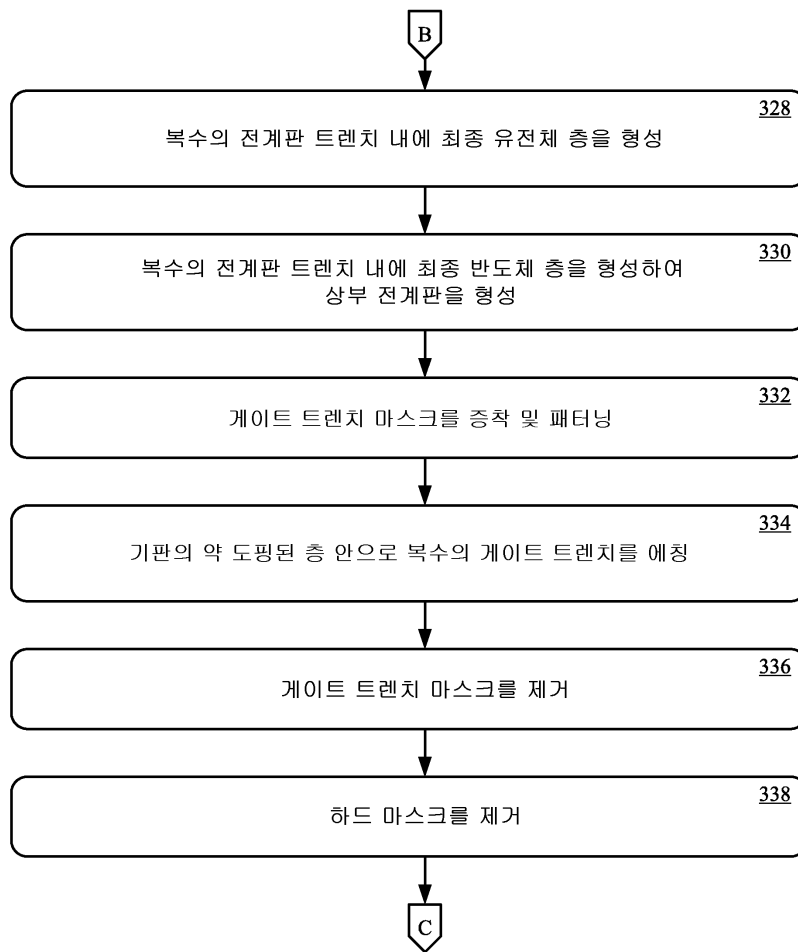 B
328
복수의 전계판 트렌치 내에 최종 유전체 층을 형성
330
복수의 전계판 트렌치 내에 최종 반도체 층을 형성하여
상부 전계판을 형성
332
게이트 트렌치 마스크를 증착 및 패터닝
334
기판의 약 도핑된 층 안으로 복수의 게이트 트렌치를 에칭
336
게이트 트렌치 마스크를 제거
338
하드 마스크를 제거
C